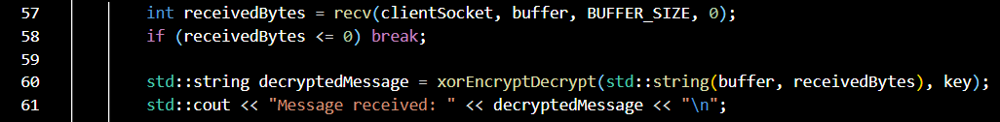 57 int receivedBytes = recv(clientSocket, buffer, BUFFER_SIZE, 0);
58 if (receivedBytes <= 0) break;
59
60 std::string decryptedMessage = xorEncryptDecrypt(std::string(buffer, receivedBytes), key);
61 std::cout << "Message received: " << decryptedMessage << "\n";